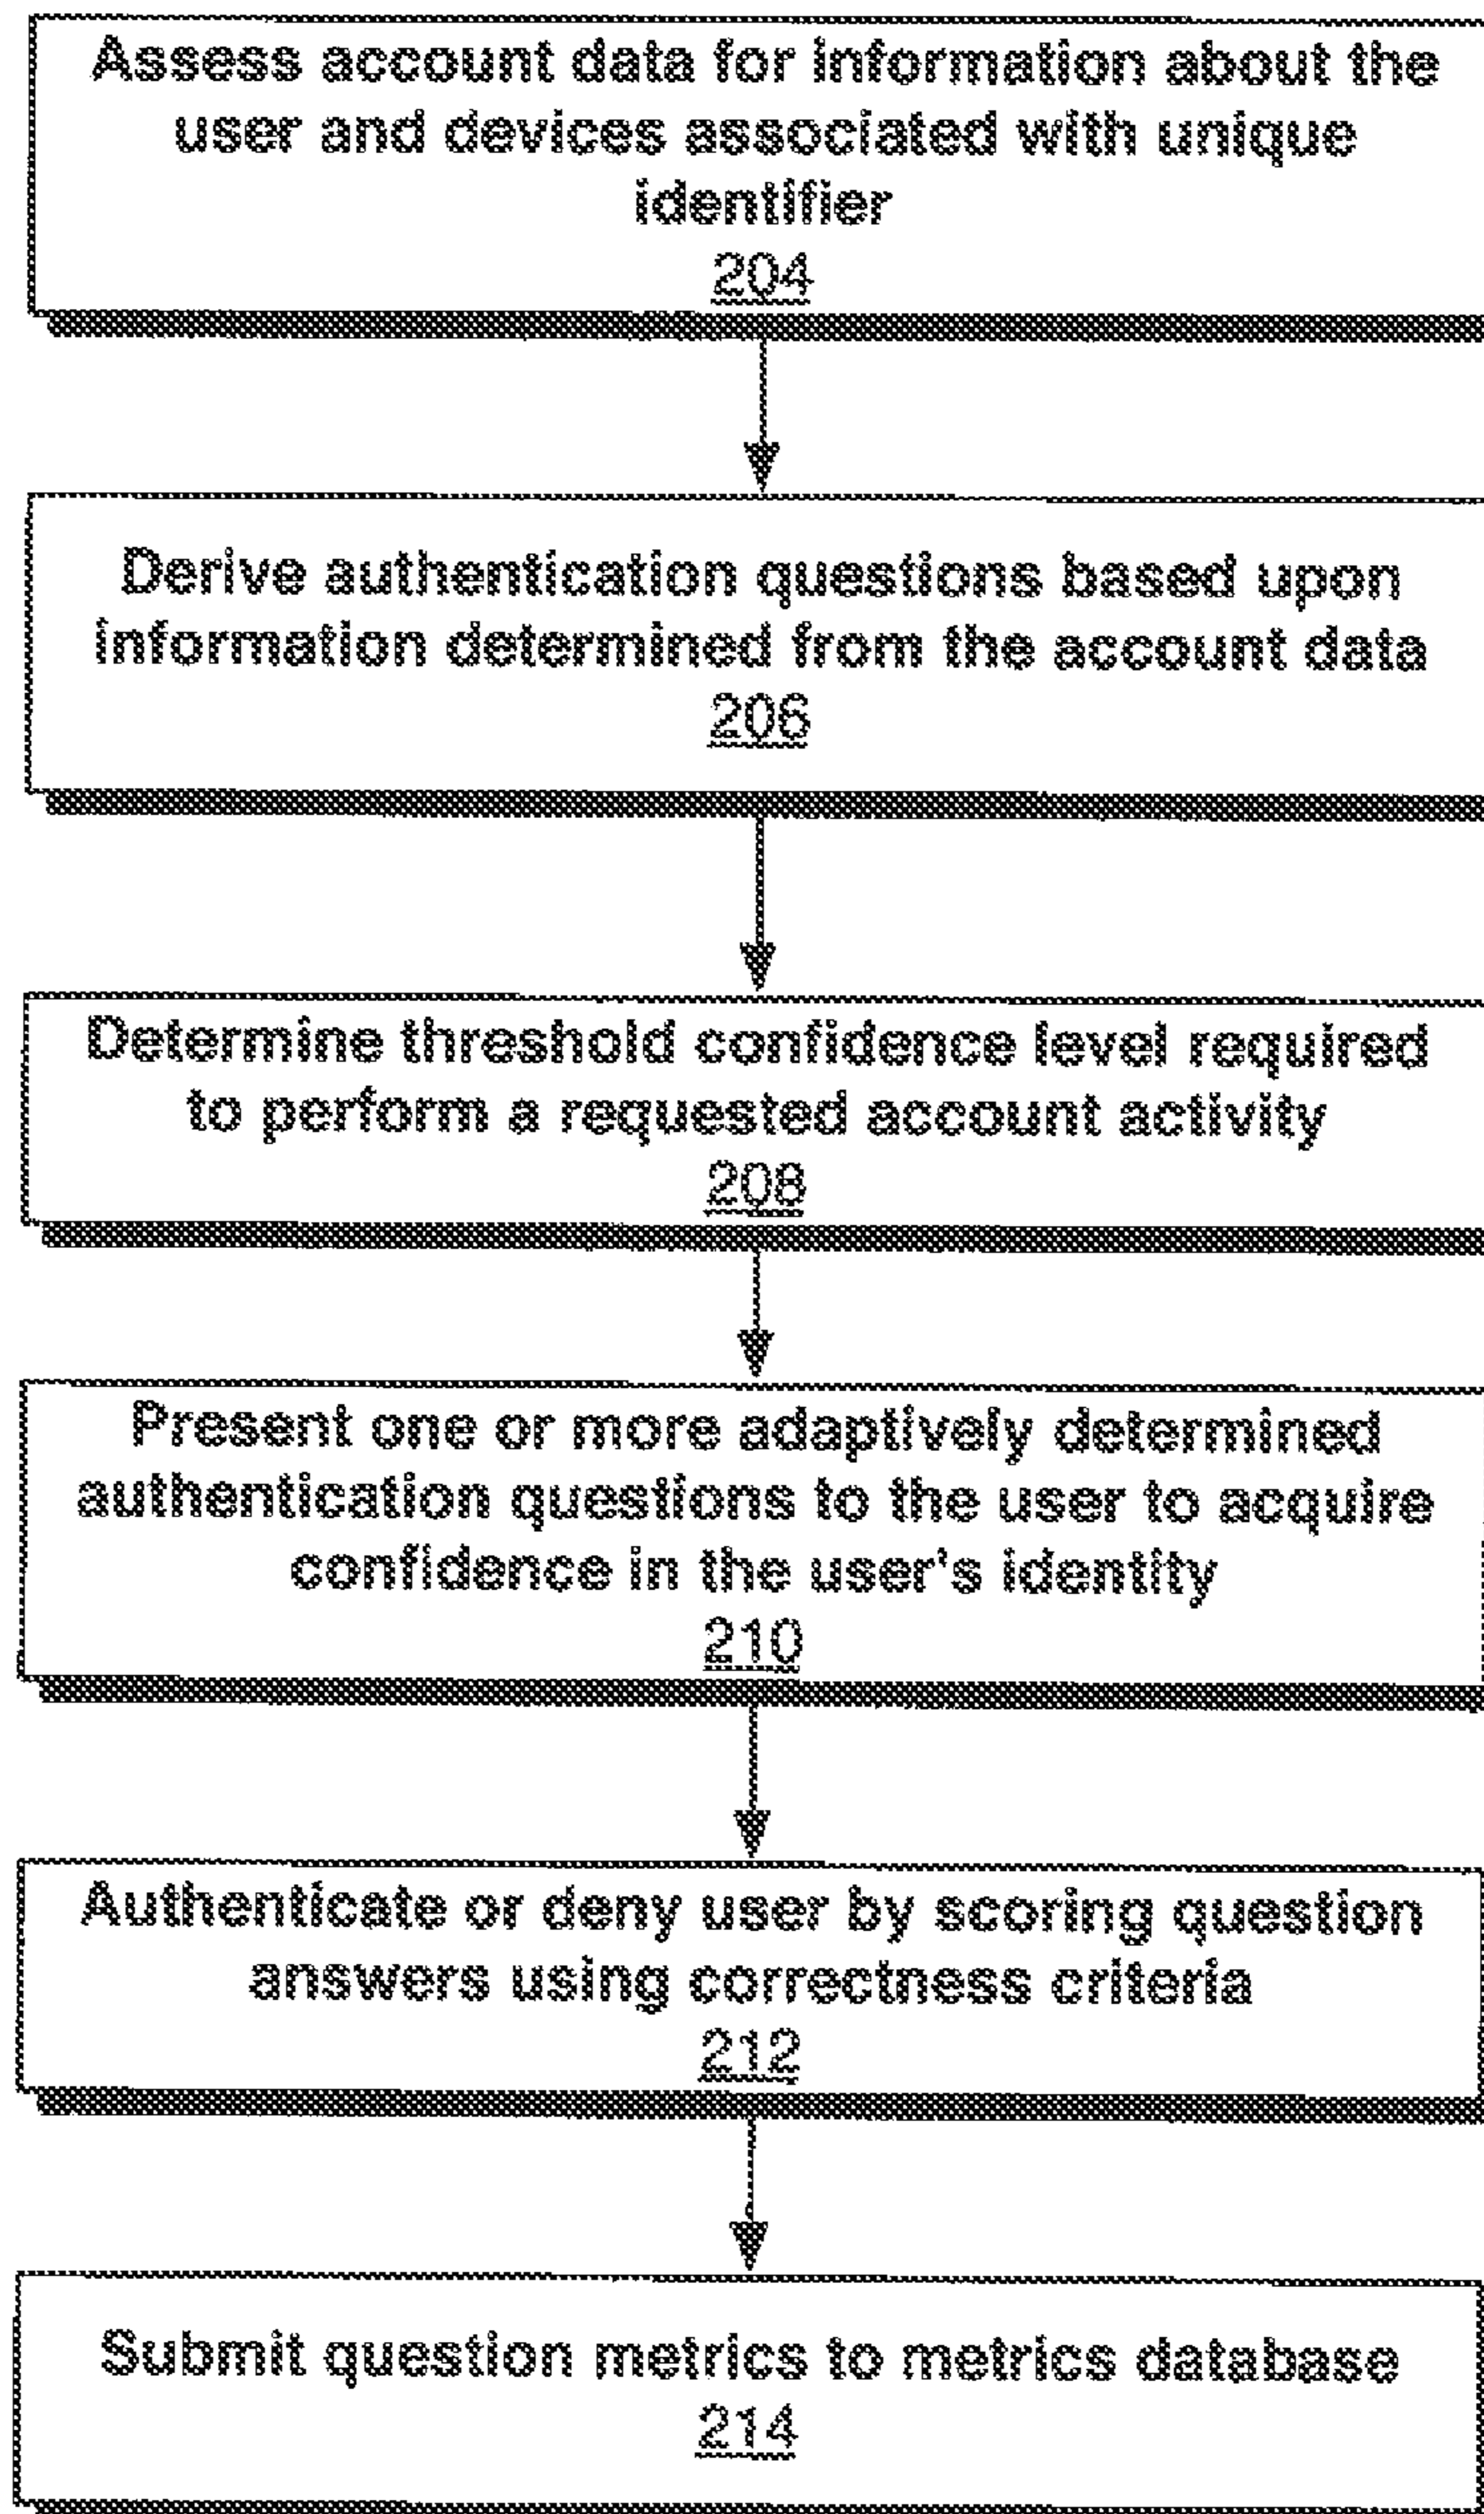 Assess account data for information about the
user and devices associated with unique
identifier
204
Derive authentication questions based upon
information determined from the account data
206
Determine threshold confidence level required
to perform a requested account activity
208
Present one or more adaptively determined
authentication questions to the user to acquire
confidence in the user's identity
210
Authenticate or deny user by scoring question
answers using correctness criteria
212
Submit question metrics to metrics database
214